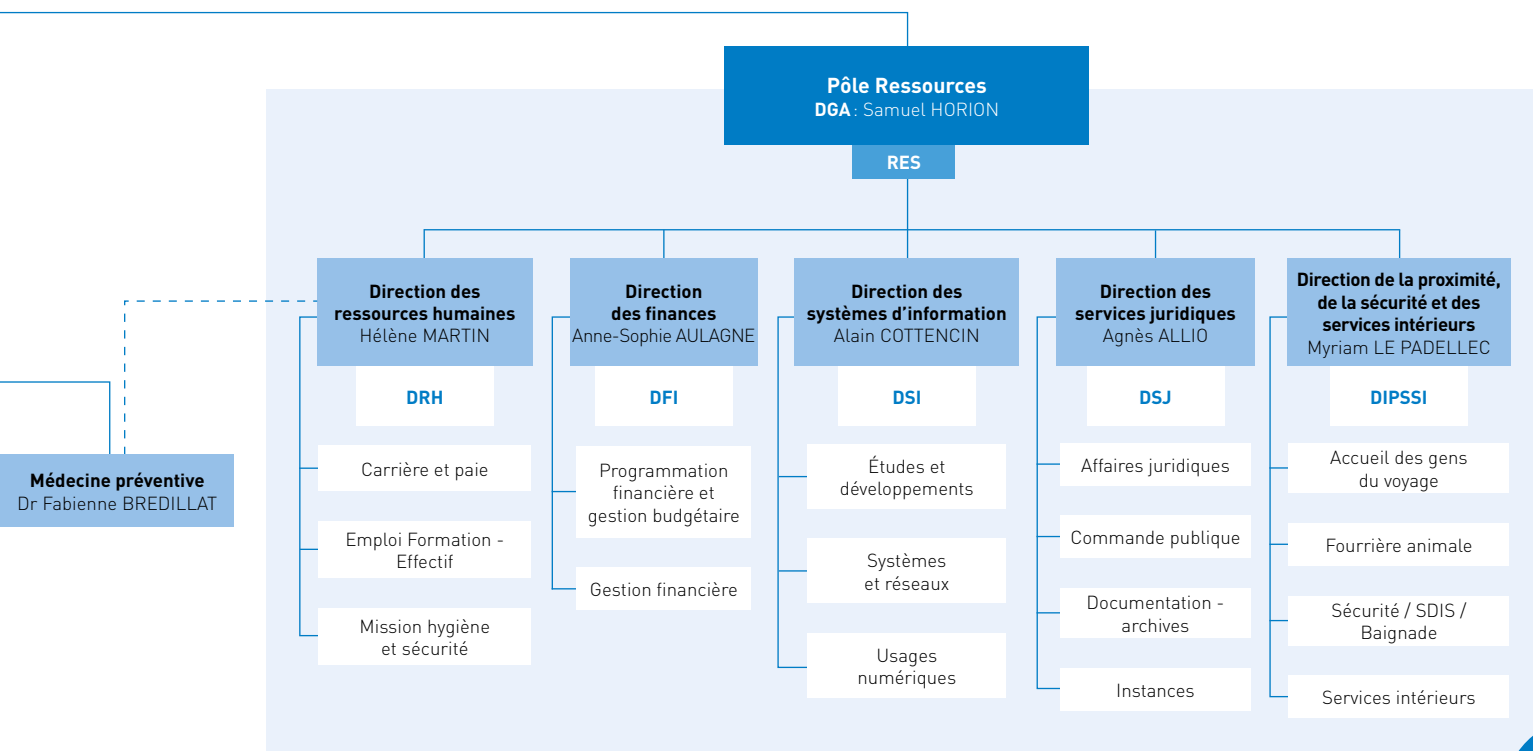 Pôle Ressources
DGA : Samuel HORION
RES
Direction des
ressources humaines
Hélène MARTIN
DRH
Carrière et paie
Emploi Formation -
Effectif
Mission hygiène
et sécurité
Direction
des finances
Anne-Sophie AULAGNE
DFI
Programmation
financière et
gestion budgétaire
Gestion financière
Direction des
systèmes d’information
Alain COTTENCIN
DSI
Études et
développements
Systèmes
et réseaux
Usages
numériques
Direction des
services juridiques
Agnès ALLIO
DSJ
Affaires juridiques
Commande publique
Documentation -
archives
Instances
Direction de la proximité,
de la sécurité et des
services intérieurs
Myriam LE PADELLEC
DIPSSI
Accueil des gens
du voyage
Fourrière animale
Sécurité / SDIS /
Baignade
Services intérieurs
Médecine préventive
Dr Fabienne BREDILLAT